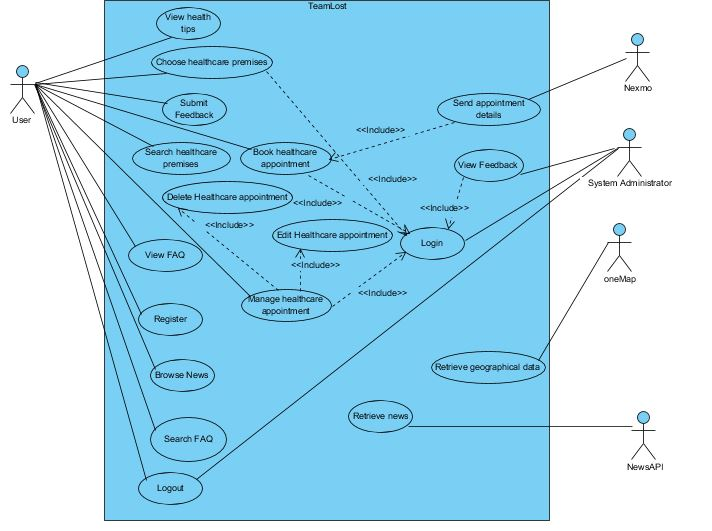 TeamLost
View health
tips
Choose healthcare premises
Nexmo
User
Submit
Feedback
Send appointment
details
<<Include>>
Search healthcare
premises
Book healthcare
appointment
View Feedback
System Administrator
<<Include>>
Delete Healthcare appointment
<<Include>>
<<Include>>
<<Include>>
Edit Healthcare appointment
Login
View FAQ
<<Include>>
oneMap
Manage healthcare
appointment
<<Include>>
Register
Retrieve geographical data
Browse News
Retrieve news
Search FAQ
NewsAPI
Logout